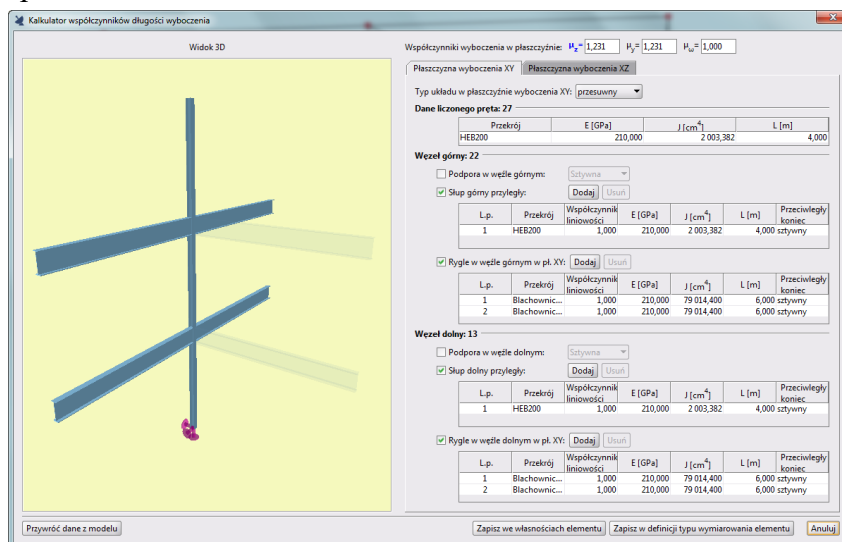 Kalkulator współczynników długości wyboczenia
Widok 3D
Współczynniki wyboczenia w płaszczyźnie: μz= 1,231 μy= 1,231 μω= 1,000
Płaszczyzna wyboczenia XY Płaszczyzna wyboczenia XZ
Typ układu w płaszczyźnie wyboczenia XY: przesuwny
Dane liczonego pręta: 27
Przekrój E [GPa] J [cm4] L [m]
HEB200 210,000 2 003,382 4,000
Węzeł górny: 22
Podpora w węźle górnym: Sztywna
Słup górny przyległy: Dodaj Usuń
L.p. Przekrój Współczynnik liniowości E [GPa] J [cm4] L [m] Przeciwległy koniec
1 HEB200 1,000 210,000 2 003,382 4,000 sztywny
Rygle w węźle górnym w pł. XY: Dodaj Usuń
L.p. Przekrój Współczynnik liniowości E [GPa] J [cm4] L [m] Przeciwległy koniec
1 Blachownic... 1,000 210,000 79 014,400 6,000 sztywny
2 Blachownic... 1,000 210,000 79 014,400 6,000 sztywny
Węzeł dolny: 13
Podpora w węźle dolnym: Sztywna
Słup dolny przyległy: Dodaj Usuń
L.p. Przekrój Współczynnik liniowości E [GPa] J [cm4] L [m] Przeciwległy koniec
1 HEB200 1,000 210,000 2 003,382 4,000 sztywny
Rygle w węźle dolnym w pł. XY: Dodaj Usuń
L.p. Przekrój Współczynnik liniowości E [GPa] J [cm4] L [m] Przeciwległy koniec
1 Blachownic... 1,000 210,000 79 014,400 6,000 sztywny
2 Blachownic... 1,000 210,000 79 014,400 6,000 sztywny
Przywróć dane z modelu Zapisz we własnościach elementu Zapisz w definicji typu wymiarowania elementu Anuluj